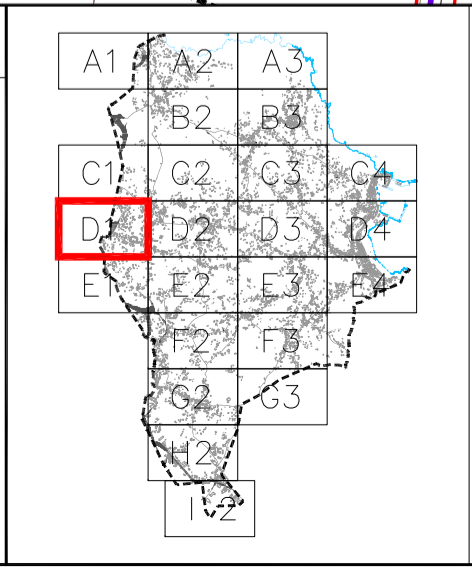 A1 A2 A3
B2 B3
C1 C2 C3 C4
D1 D2 D3 D4
E1 E2 E3 E4
F2 F3
G2 G3
H2
I2